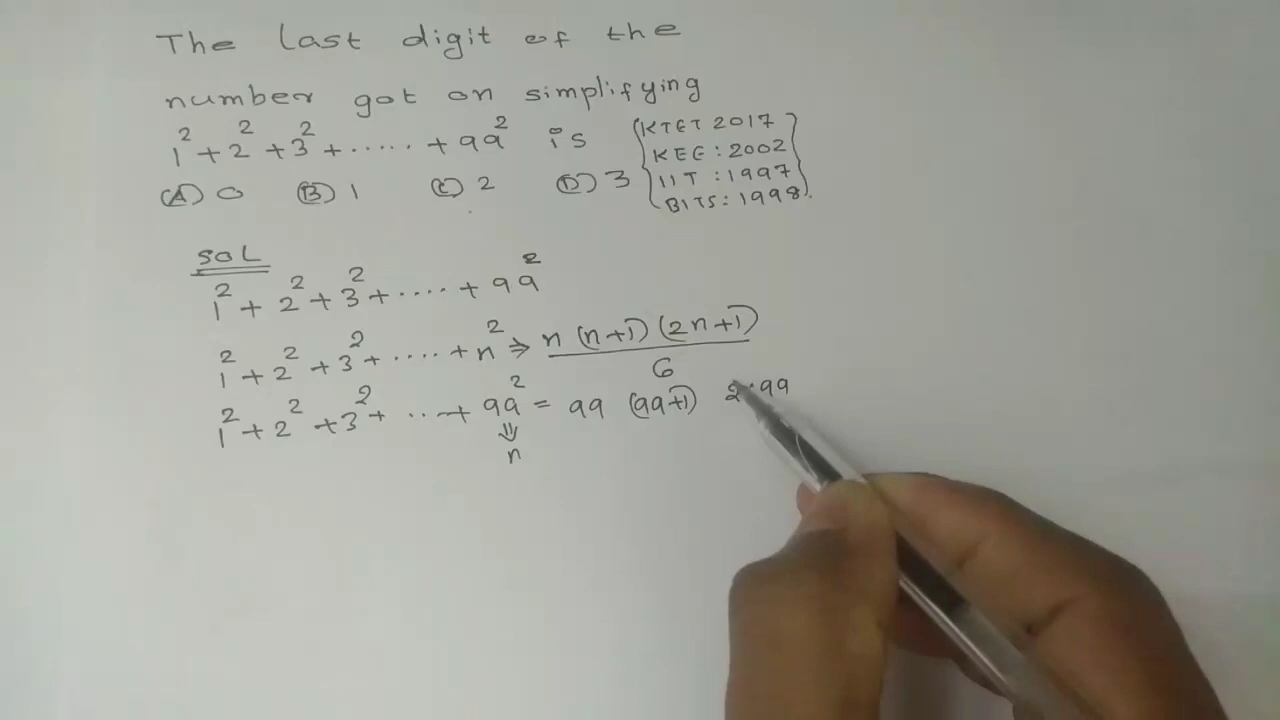 The last digit of the
number got on simplifying
1² + 2² + 3² + ...... + 99² is
(A) 0 (B) 1 (C) 2 (D) 3
KTET 2017
KEE : 2002
IIT : 1997
BITS : 1998
SOL
1² + 2² + 3² + ..... + 99²
1² + 2² + 3² + ..... + n² ⇒ n (n+1) (2n+1) / 6
1² + 2² + 3² + ... + 99² = 99 (99+1) 2·99
⇓
n